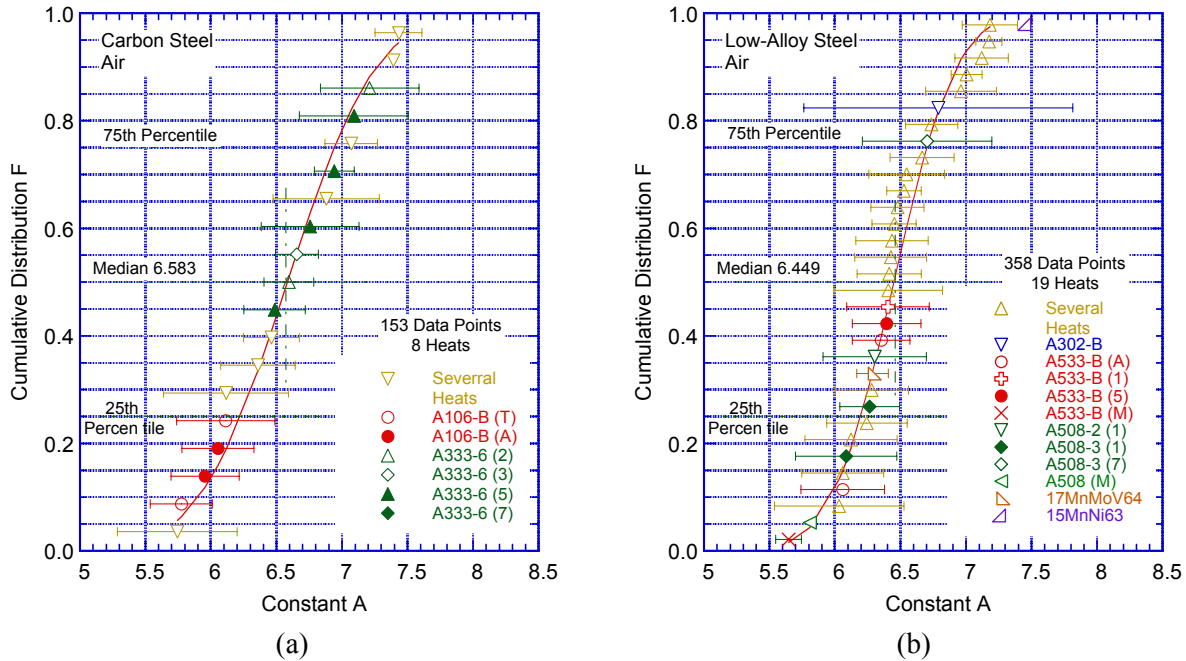 Carbon Steel
Air
75th Percentile
Median 6.583
25th
Percen tile
153 Data Points
8 Heats
Severral
Heats
A106-B (T)
A106-B (A)
A333-6 (2)
A333-6 (3)
A333-6 (5)
A333-6 (7)
Cumulative Distribution F
1.0
0.8
0.6
0.4
0.2
0.0
5 5.5 6 6.5 7 7.5 8 8.5
Constant A
(a)
Low-Alloy Steel
Air
75th Percentile
Median 6.449
25th
Percen tile
358 Data Points
19 Heats
Several
Heats
A302-B
A533-B (A)
A533-B (1)
A533-B (5)
A533-B (M)
A508-2 (1)
A508-3 (1)
A508-3 (7)
A508 (M)
17MnMoV64
15MnNi63
Cumulative Distribution F
1.0
0.8
0.6
0.4
0.2
0.0
5 5.5 6 6.5 7 7.5 8 8.5
Constant A
(b)